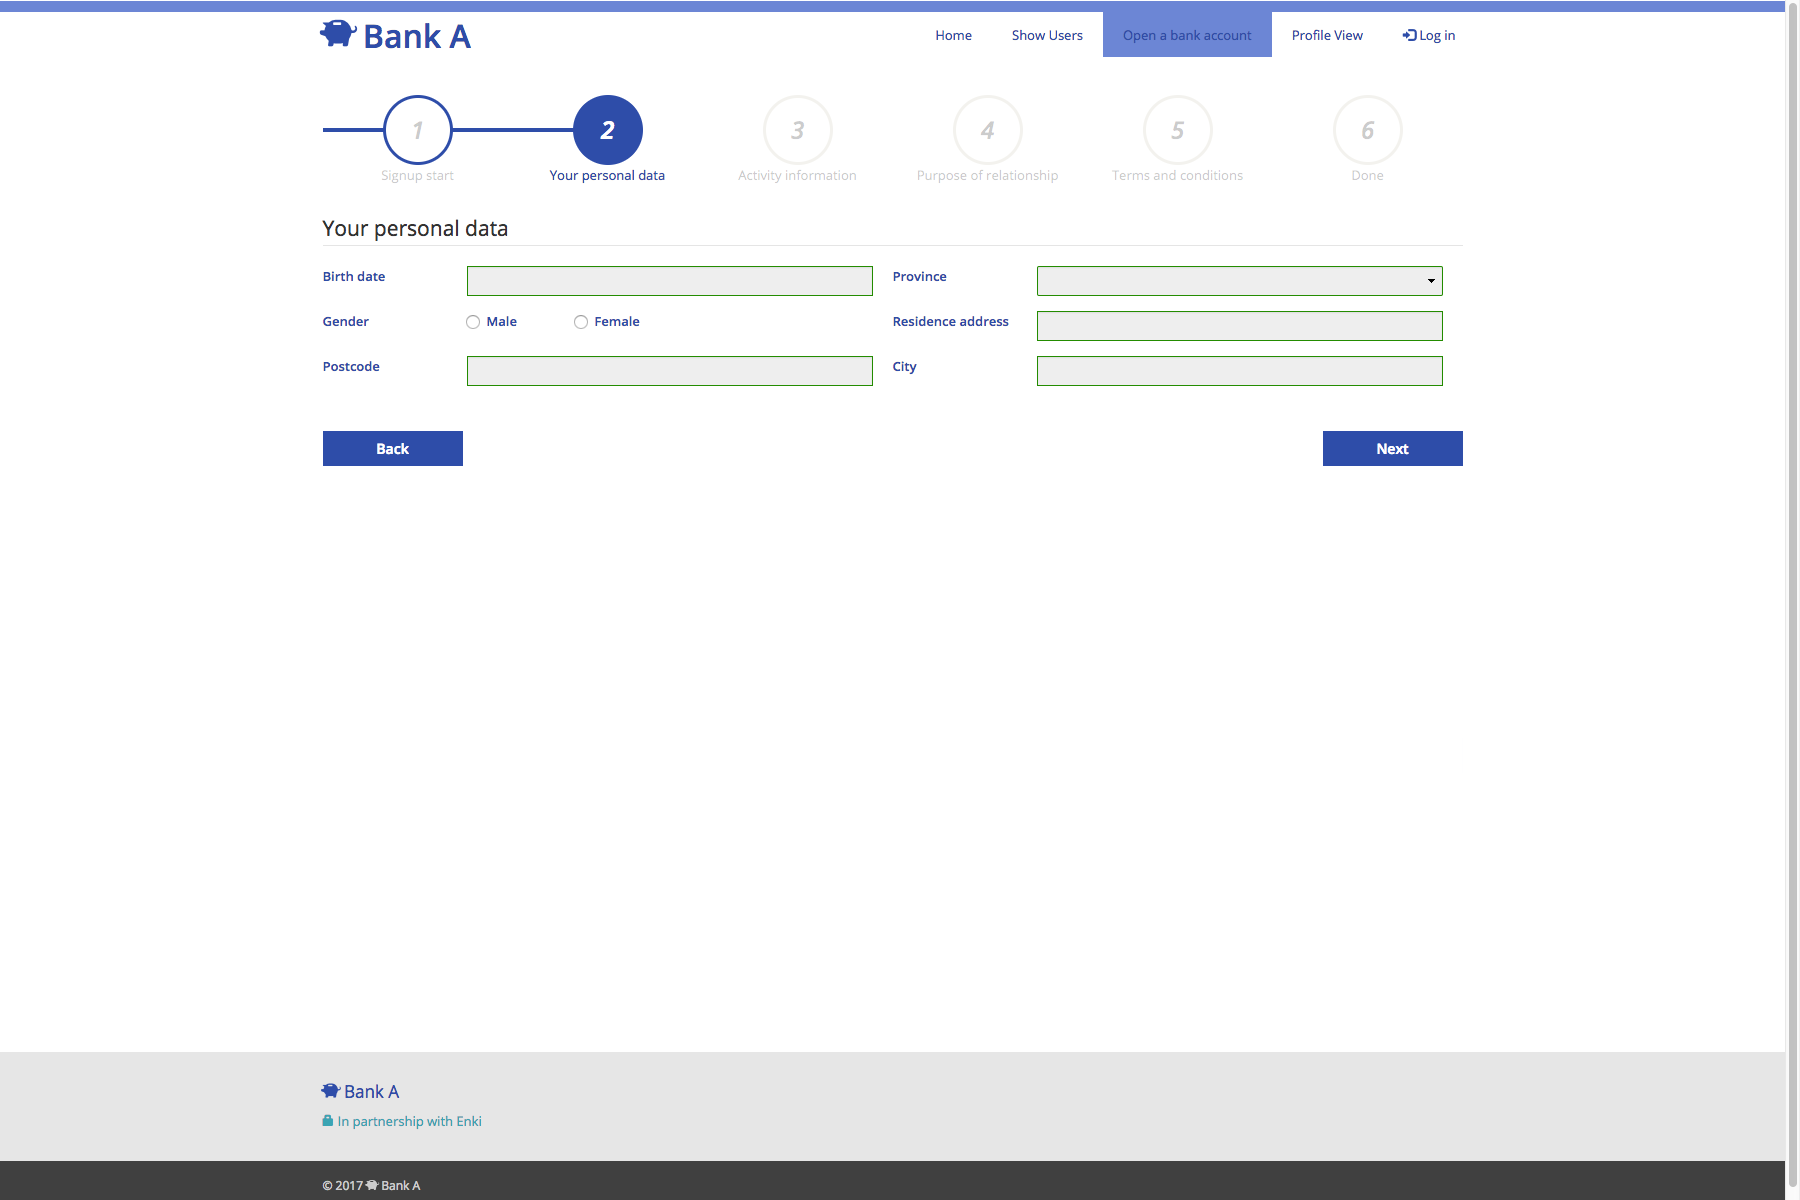 Bank A
Home
Show Users
Open a bank account
Profile View
Log in
1
2
3
4
5
6
Signup start
Your personal data
Activity information
Purpose of relationship
Terms and conditions
Done
Your personal data
Birth date
Province
Gender
Male
Female
Residence address
Postcode
City
Back
Next
Bank A
In partnership with Enki
© 2017 Bank A